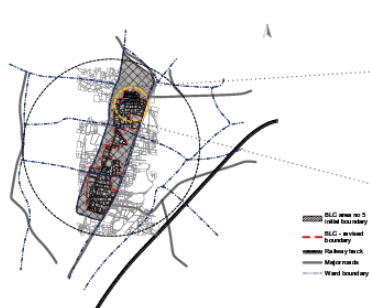 BLC area no 5
initial boundary
BLC - revised
boundary
Railway track
Major roads
Ward boundary